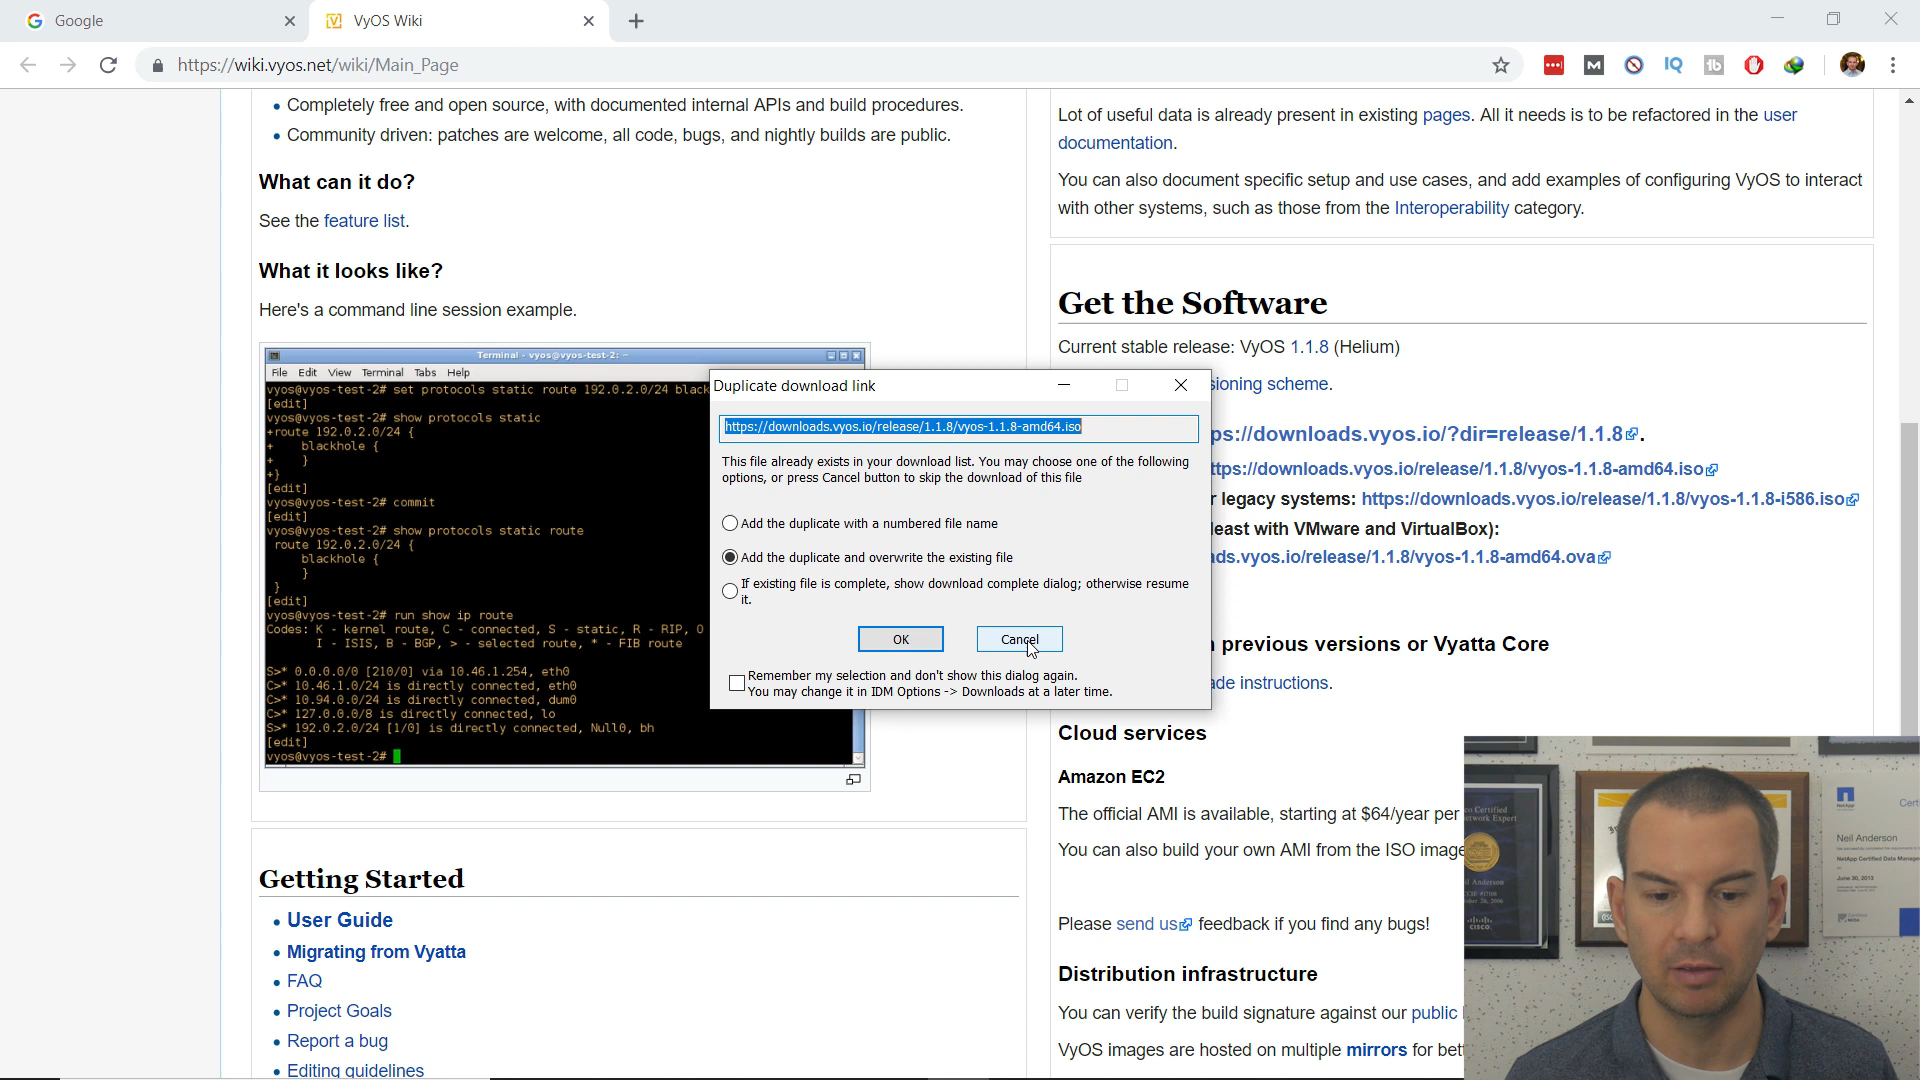 Google
VyOS Wiki
https://wiki.vyos.net/wiki/Main_Page
Completely free and open source, with documented internal APIs and build procedures.
Community driven: patches are welcome, all code, bugs, and nightly builds are public.
What can it do?
See the feature list.
What it looks like?
Here's a command line session example.
Terminal - vyos@vyos-test-2: ~
File Edit View Terminal Tabs Help
vyos@vyos-test-2# set protocols static route 192.0.2.0/24 black
[edit]
vyos@vyos-test-2# show protocols static
+route 192.0.2.0/24 {
+ blackhole {
+ }
+}
[edit]
vyos@vyos-test-2# commit
[edit]
vyos@vyos-test-2# show protocols static route
route 192.0.2.0/24 {
blackhole {
}
}
[edit]
vyos@vyos-test-2# run show ip route
Codes: K - kernel route, C - connected, S - static, R - RIP, O
I - ISIS, B - BGP, > - selected route, * - FIB route
S>* 0.0.0.0/0 [210/0] via 10.46.1.254, eth0
C>* 10.46.1.0/24 is directly connected, eth0
C>* 10.94.0.0/24 is directly connected, dum0
C>* 127.0.0.0/8 is directly connected, lo
S>* 192.0.2.0/24 [1/0] is directly connected, Null0, bh
[edit]
vyos@vyos-test-2#
Getting Started
User Guide
Migrating from Vyatta
FAQ
Project Goals
Report a bug
Editing guidelines
Duplicate download link
https://downloads.vyos.io/release/1.1.8/vyos-1.1.8-amd64.iso
This file already exists in your download list. You may choose one of the following
options, or press Cancel button to skip the download of this file
Add the duplicate with a numbered file name
Add the duplicate and overwrite the existing file
If existing file is complete, show download complete dialog; otherwise resume
it.
OK Cancel
Remember my selection and don't show this dialog again.
You may change it in IDM Options -> Downloads at a later time.
Lot of useful data is already present in existing pages. All it needs is to be refactored in the user
documentation.
You can also document specific setup and use cases, and add examples of configuring VyOS to interact
with other systems, such as those from the Interoperability category.
Get the Software
Current stable release: VyOS 1.1.8 (Helium)
sioning scheme.
ps://downloads.vyos.io/?dir=release/1.1.8.
ttps://downloads.vyos.io/release/1.1.8/vyos-1.1.8-amd64.iso
r legacy systems: https://downloads.vyos.io/release/1.1.8/vyos-1.1.8-i586.iso
least with VMware and VirtualBox):
ads.vyos.io/release/1.1.8/vyos-1.1.8-amd64.ova
previous versions or Vyatta Core
ade instructions.
Cloud services
Amazon EC2
The official AMI is available, starting at $64/year per
You can also build your own AMI from the ISO image
Please send us feedback if you find any bugs!
Distribution infrastructure
You can verify the build signature against our public
VyOS images are hosted on multiple mirrors for bet
NetApp
Neil Anderson
June 30, 2013
CISCO